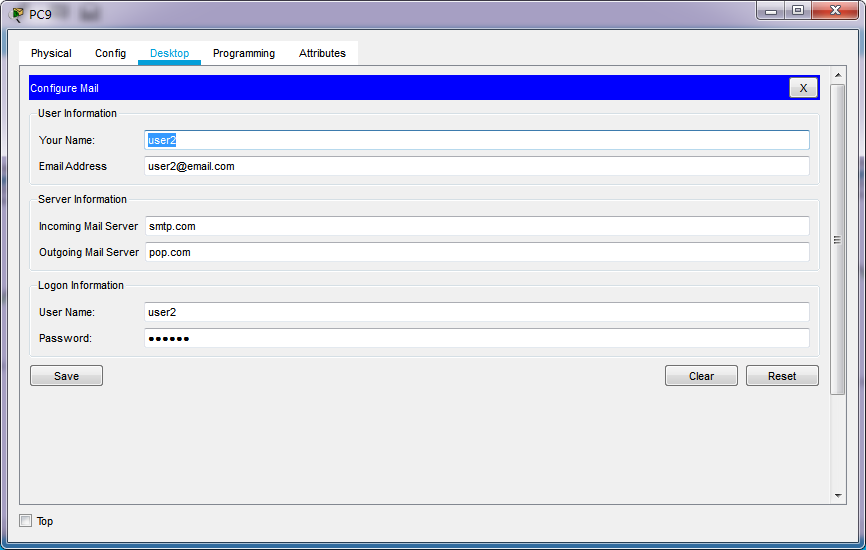 PC9
Physical Config Desktop Programming Attributes
Configure Mail X
User Information
Your Name: user2
Email Address user2@email.com
Server Information
Incoming Mail Server smtp.com
Outgoing Mail Server pop.com
Logon Information
User Name: user2
Password: ●●●●●●
Save Clear Reset
Top